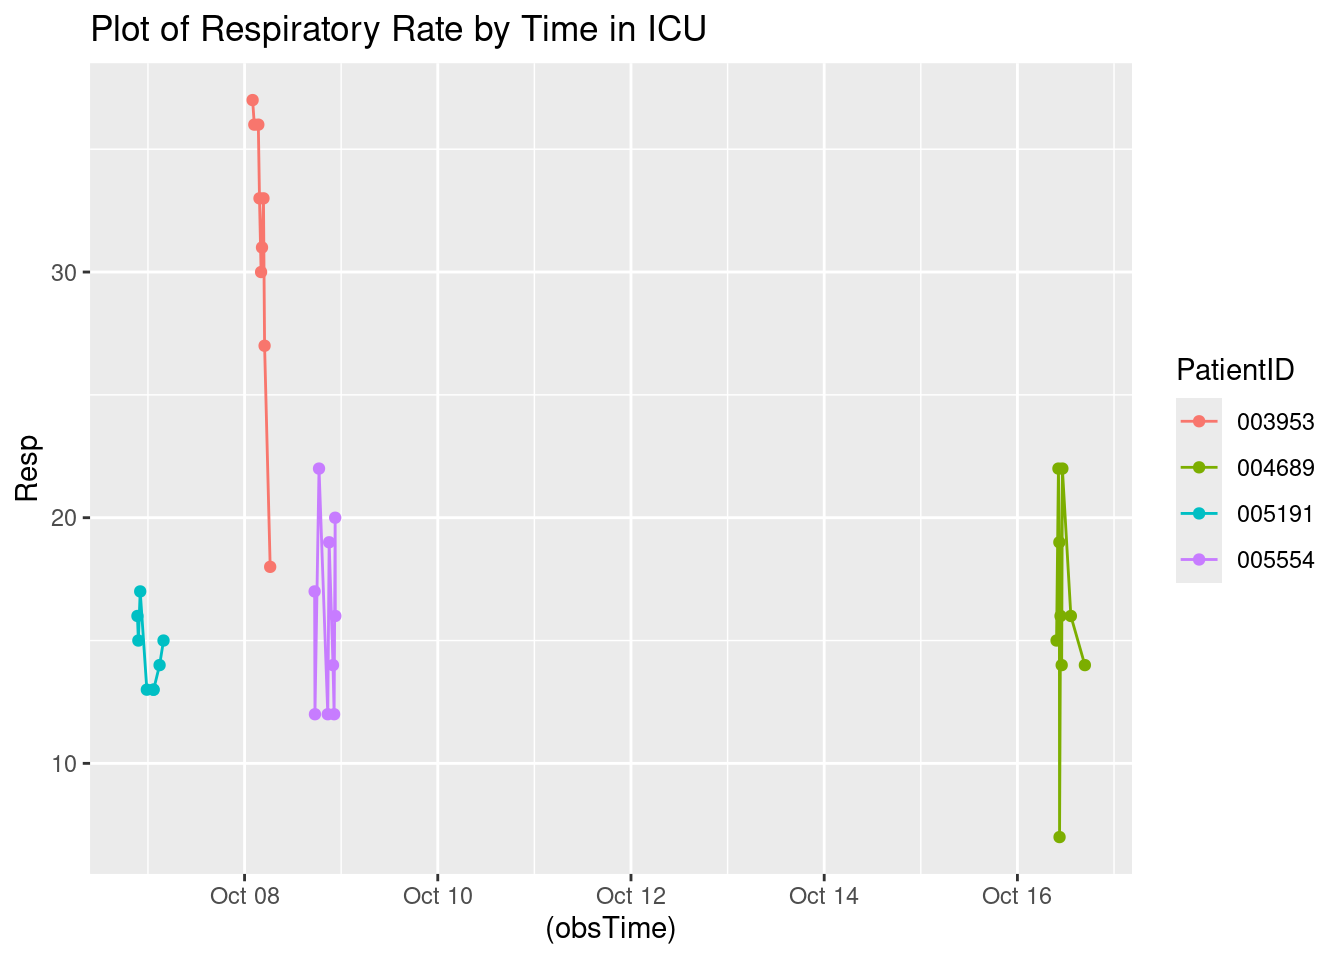 Plot of Respiratory Rate by Time in ICU
Resp
30
20
10
Oct 08
Oct 10
Oct 12
Oct 14
Oct 16
(obsTime)
PatientID
003953
004689
005191
005554